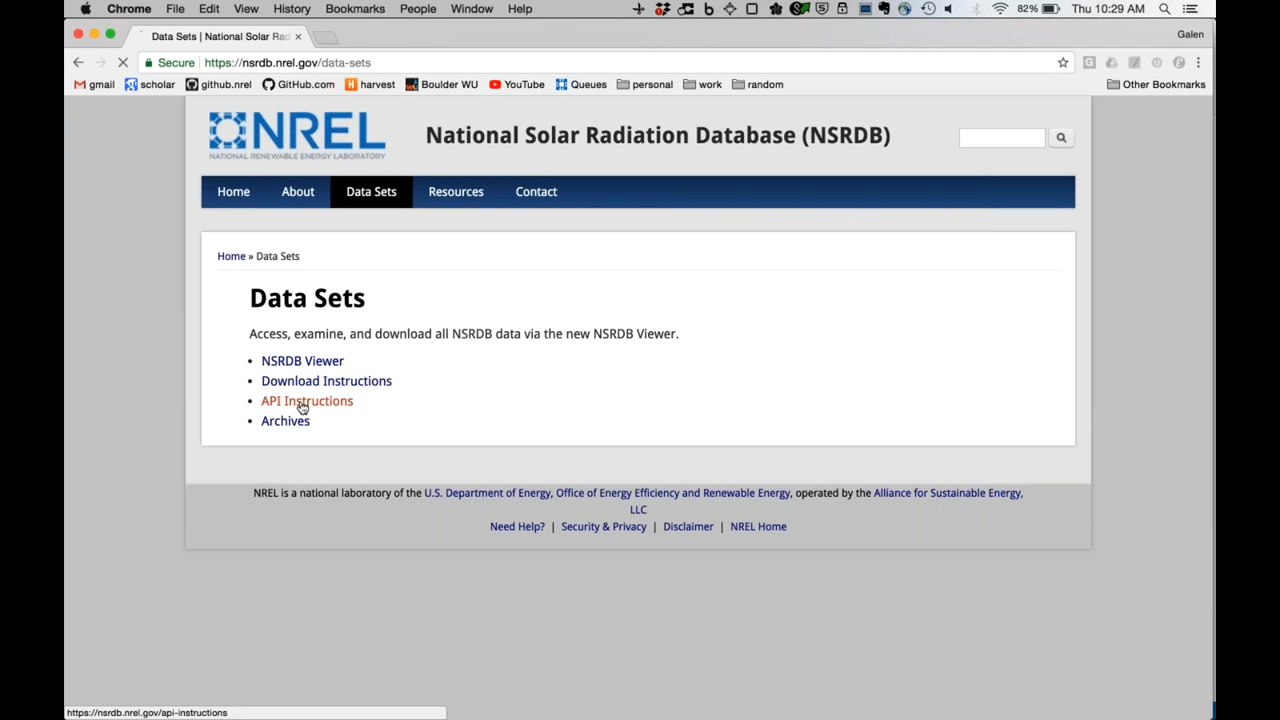 Chrome File Edit View History Bookmarks People Window Help 82% Thu 10:29 AM
Data Sets | National Solar Rad Galen
Secure https://nsrdb.nrel.gov/data-sets
gmail scholar github.nrel GitHub.com harvest Boulder WU YouTube Queues personal work random Other Bookmarks
NREL National Solar Radiation Database (NSRDB)
NATIONAL RENEWABLE ENERGY LABORATORY
Home About Data Sets Resources Contact
Home » Data Sets
Data Sets
Access, examine, and download all NSRDB data via the new NSRDB Viewer.
• NSRDB Viewer
• Download Instructions
• API Instructions
• Archives
NREL is a national laboratory of the U.S. Department of Energy, Office of Energy Efficiency and Renewable Energy, operated by the Alliance for Sustainable Energy,
LLC
Need Help? | Security & Privacy | Disclaimer | NREL Home
https://nsrdb.nrel.gov/api-instructions